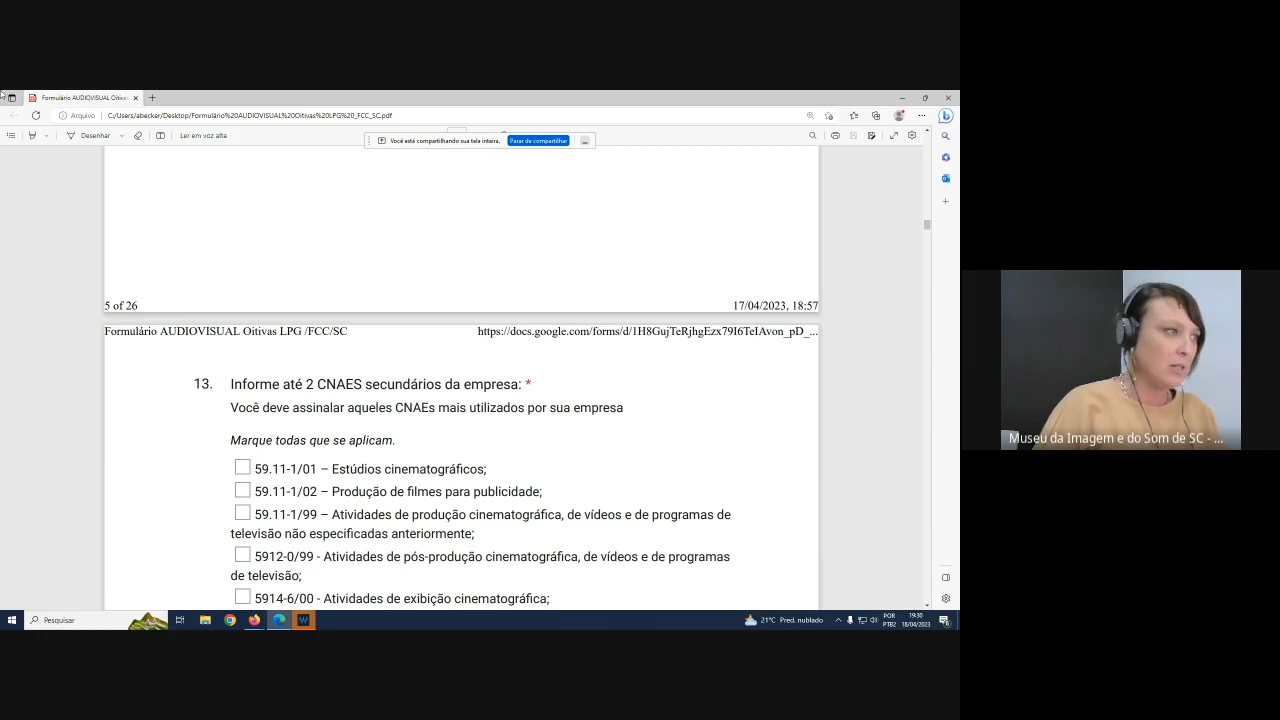 Formulário AUDIOVISUAL Oitivas
Arquivo
C:/Users/abecker/Desktop/Formulário%20AUDIOVISUAL%20Oitivas%20LPG%20_FCC_SC.pdf
Desenhar
Ler em voz alta
Você está compartilhando sua tela inteira.
Parar de compartilhar
5 of 26
17/04/2023, 18:57
Formulário AUDIOVISUAL Oitivas LPG /FCC/SC
https://docs.google.com/forms/d/1H8GujTeRjhgEzx79I6TeIAvon_pD_...
13. Informe até 2 CNAES secundários da empresa: *
Você deve assinalar aqueles CNAEs mais utilizados por sua empresa
Marque todas que se aplicam.
59.11-1/01 – Estúdios cinematográficos;
59.11-1/02 – Produção de filmes para publicidade;
59.11-1/99 – Atividades de produção cinematográfica, de vídeos e de programas de
televisão não especificadas anteriormente;
5912-0/99 - Atividades de pós-produção cinematográfica, de vídeos e de programas
de televisão;
5914-6/00 - Atividades de exibição cinematográfica;
Museu da Imagem e do Som de SC - ...
Pesquisar
21°C Pred. nublado
POR
PTB2
19:30
18/04/2023